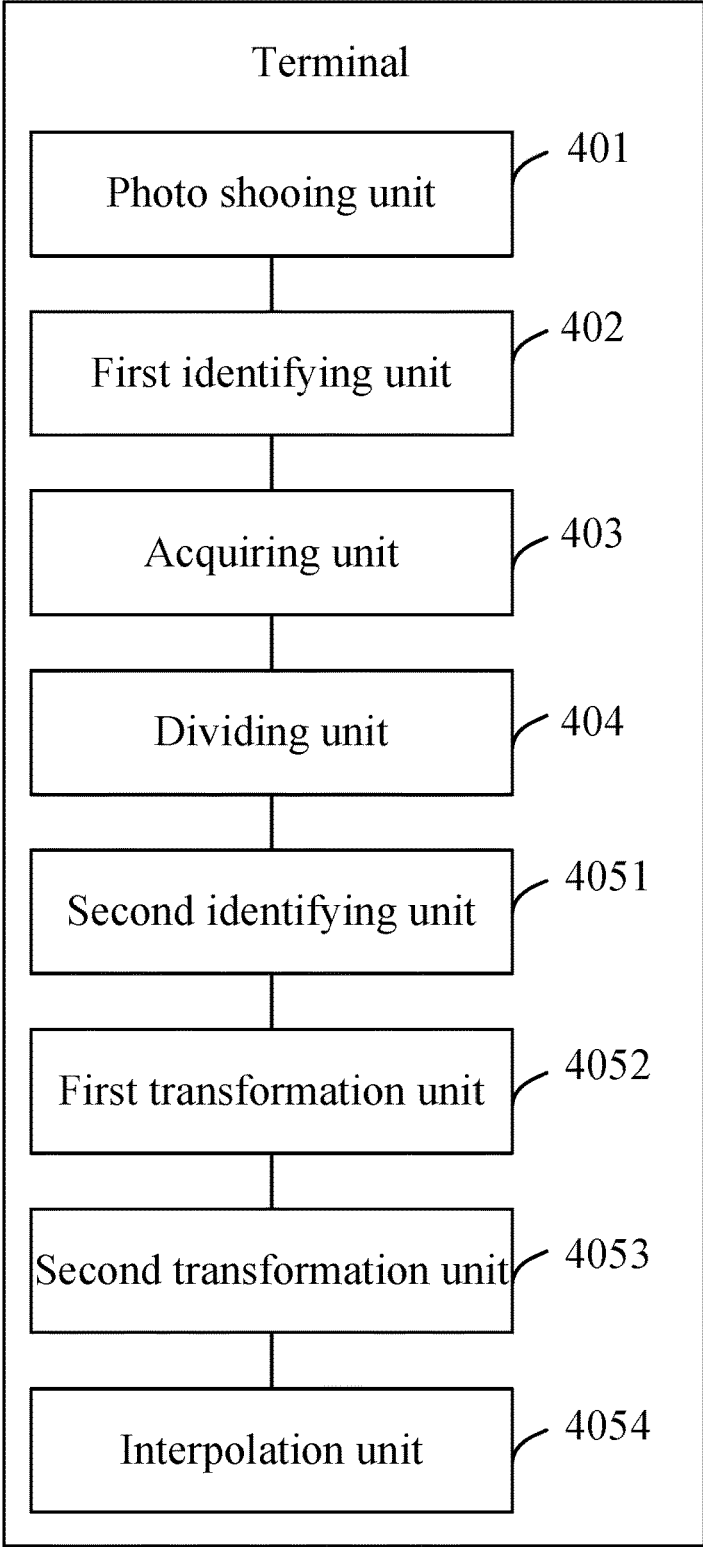 Terminal
Photo shooing unit
401
First identifying unit
402
Acquiring unit
403
Dividing unit
404
Second identifying unit
4051
First transformation unit
4052
Second transformation unit
4053
Interpolation unit
4054